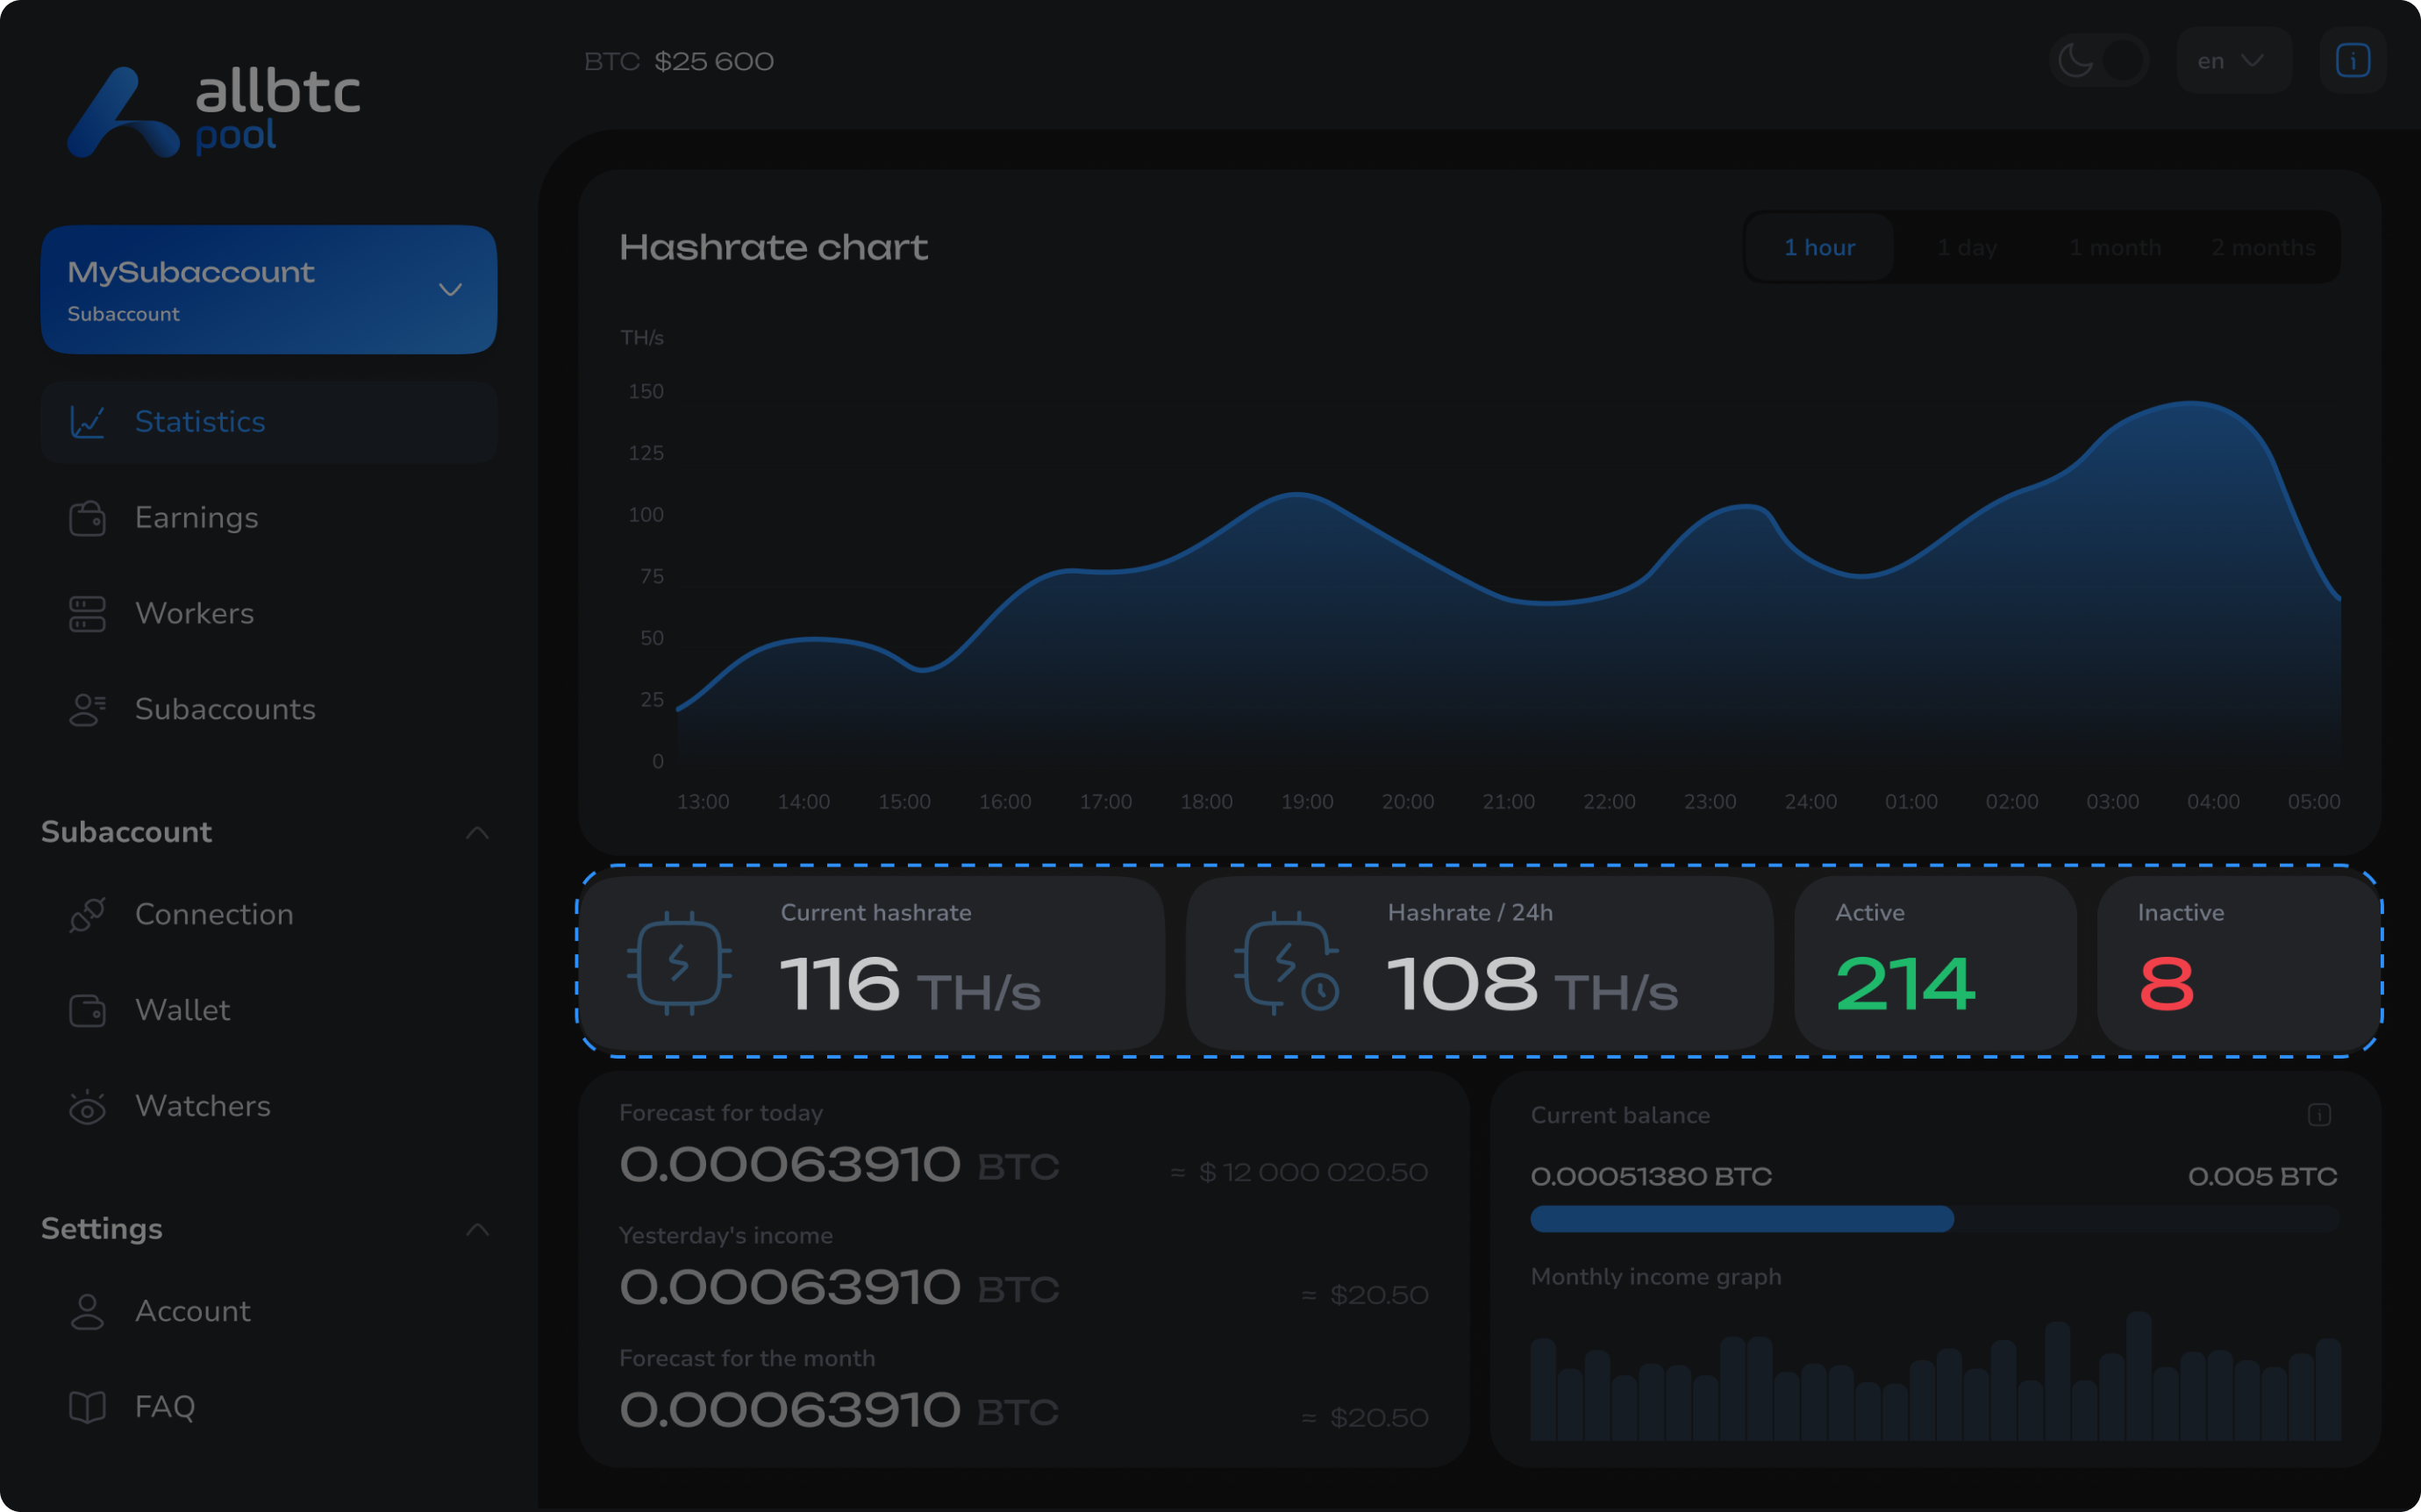 allbtc
pool
BTC $25 600
en
MySubaccount
Subaccount
Statistics
Earnings
Workers
Subaccounts
Subaccount
Connection
Wallet
Watchers
Settings
Account
FAQ
Hashrate chart
1 hour 1 day 1 month 2 months
TH/s
150
125
100
75
50
25
0
13:00 14:00 15:00 16:00 17:00 18:00 19:00 20:00 21:00 22:00 23:00 24:00 01:00 02:00 03:00 04:00 05:00
Current hashrate
116 TH/s
Hashrate / 24h
108 TH/s
Active
214
Inactive
8
Forecast for today
0.00063910 BTC ≈ $ 12 000 020.50
Yesterday's income
0.00063910 BTC ≈ $20.50
Forecast for the month
0.00063910 BTC ≈ $20.50
Current balance
0.00051380 BTC 0.005 BTC
Monthly income graph